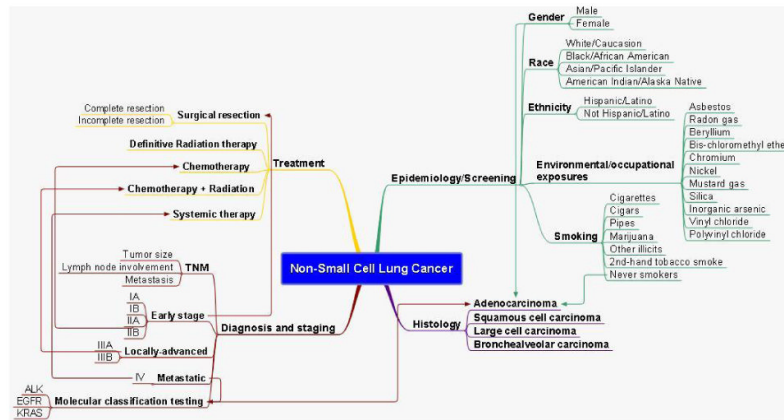 Non-Small Cell Lung Cancer
Treatment
Surgical resection
Complete resection
Incomplete resection
Definitive Radiation therapy
Chemotherapy
Chemotherapy + Radiation
Systemic therapy
Diagnosis and staging
TNM
Tumor size
Lymph node involvement
Metastasis
Early stage
IA
IB
IIA
IIB
Locally-advanced
IIIA
IIIB
Metastatic
IV
Molecular classification testing
ALK
EGFR
KRAS
Epidemiology/Screening
Gender
Male
Female
Race
White/Caucasion
Black/African American
Asian/Pacific Islander
American Indian/Alaska Native
Ethnicity
Hispanic/Latino
Not Hispanic/Latino
Environmental/occupational
exposures
Asbestos
Radon gas
Beryllium
Bis-chloromethyl ethe
Chromium
Nickel
Mustard gas
Silica
Inorganic arsenic
Vinyl chloride
Polyvinyl chloride
Smoking
Cigarettes
Cigars
Pipes
Marijuana
Other illicits
2nd-hand tobacco smoke
Never smokers
Histology
Adenocarcinoma
Squamous cell carcinoma
Large cell carcinoma
Bronchealveolar carcinoma